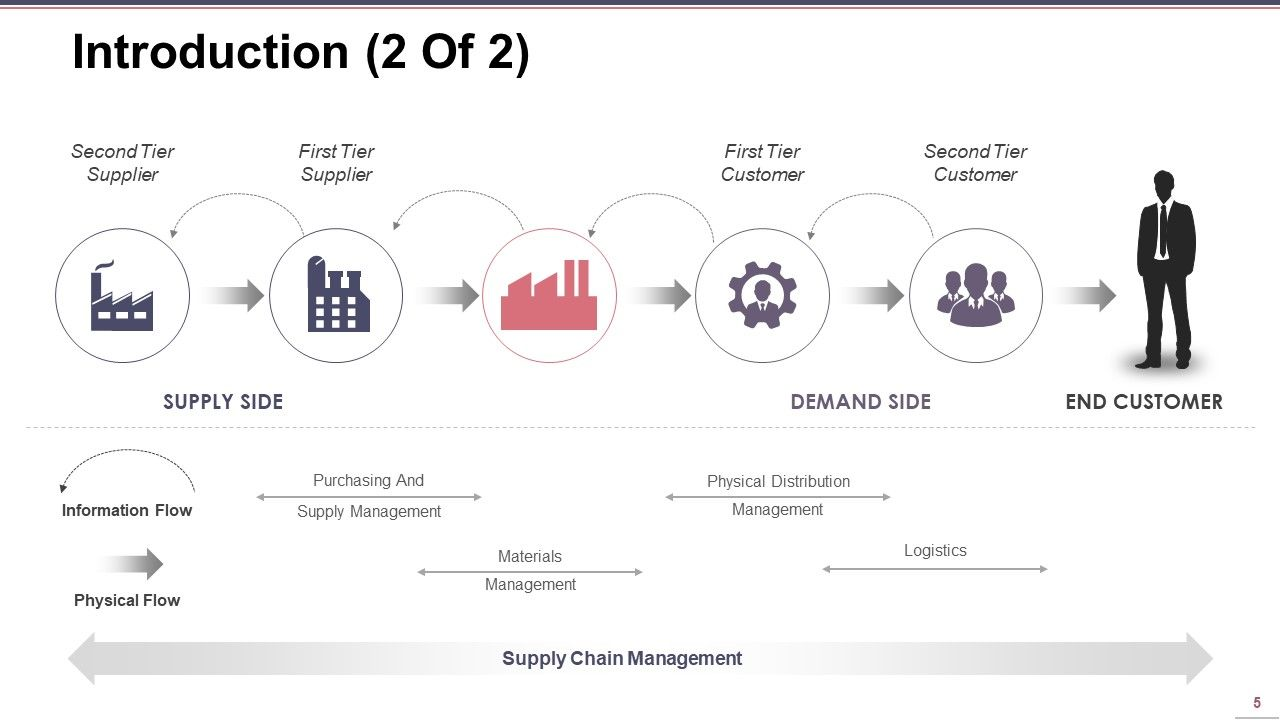 Introduction (2 Of 2)
Second Tier
Supplier
First Tier
Supplier
First Tier
Customer
Second Tier
Customer
SUPPLY SIDE
DEMAND SIDE
END CUSTOMER
Information Flow
Purchasing And
Supply Management
Physical Distribution
Management
Materials
Management
Logistics
Physical Flow
Supply Chain Management
5